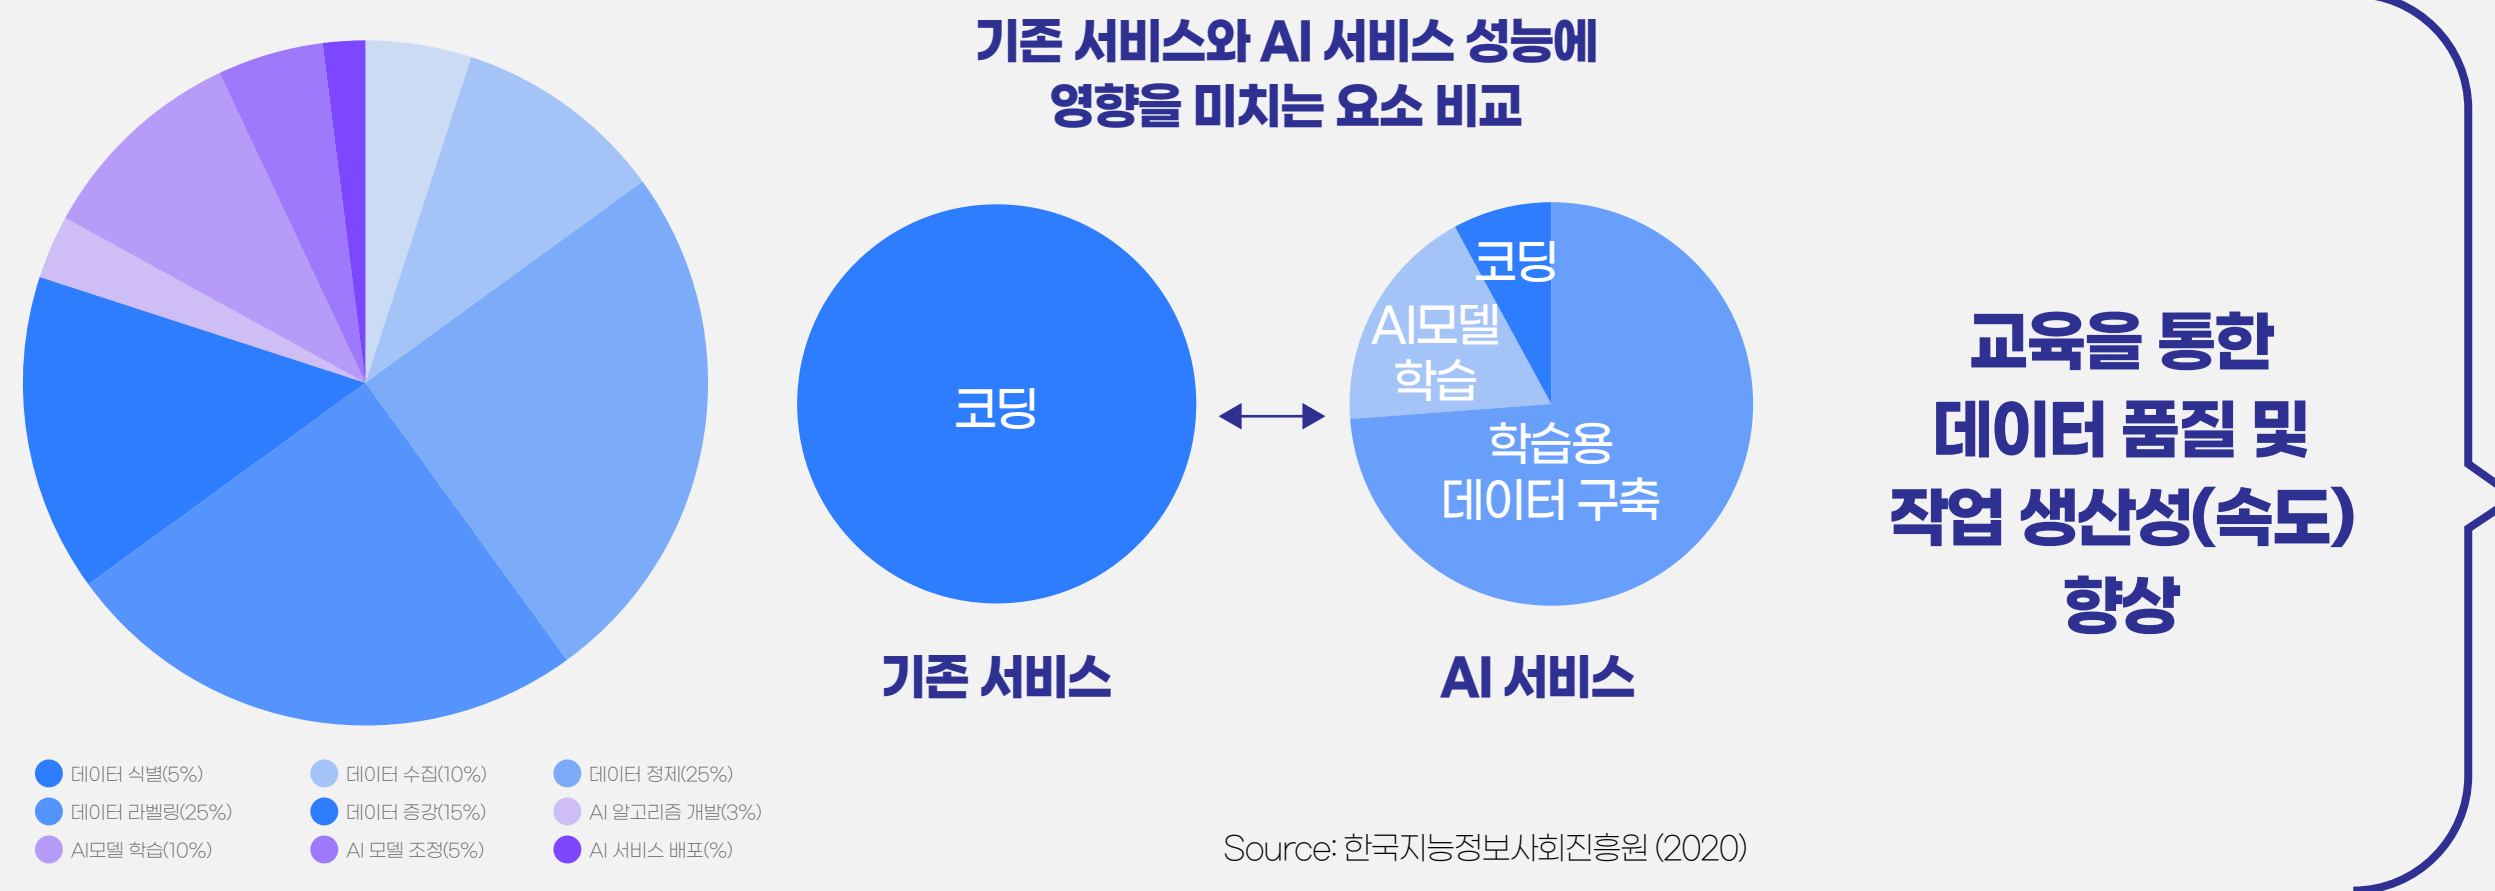 기존 서비스와 AI 서비스 성능에
영향을 미치는 요소 비교
코딩
코딩
AI모델
학습
학습용
데이터 구축
기존 서비스
AI 서비스
교육을 통한
데이터 품질 및
작업 생산성(속도)
향상
데이터 식별(5%)
데이터 수집(10%)
데이터 정제(25%)
데이터 라벨링(25%)
데이터 증강(15%)
AI 알고리즘 개발(3%)
AI모델 학습(10%)
AI 모델 조정(5%)
AI 서비스 배포(%)
Source: 한국지능정보사회진흥원 (2020)